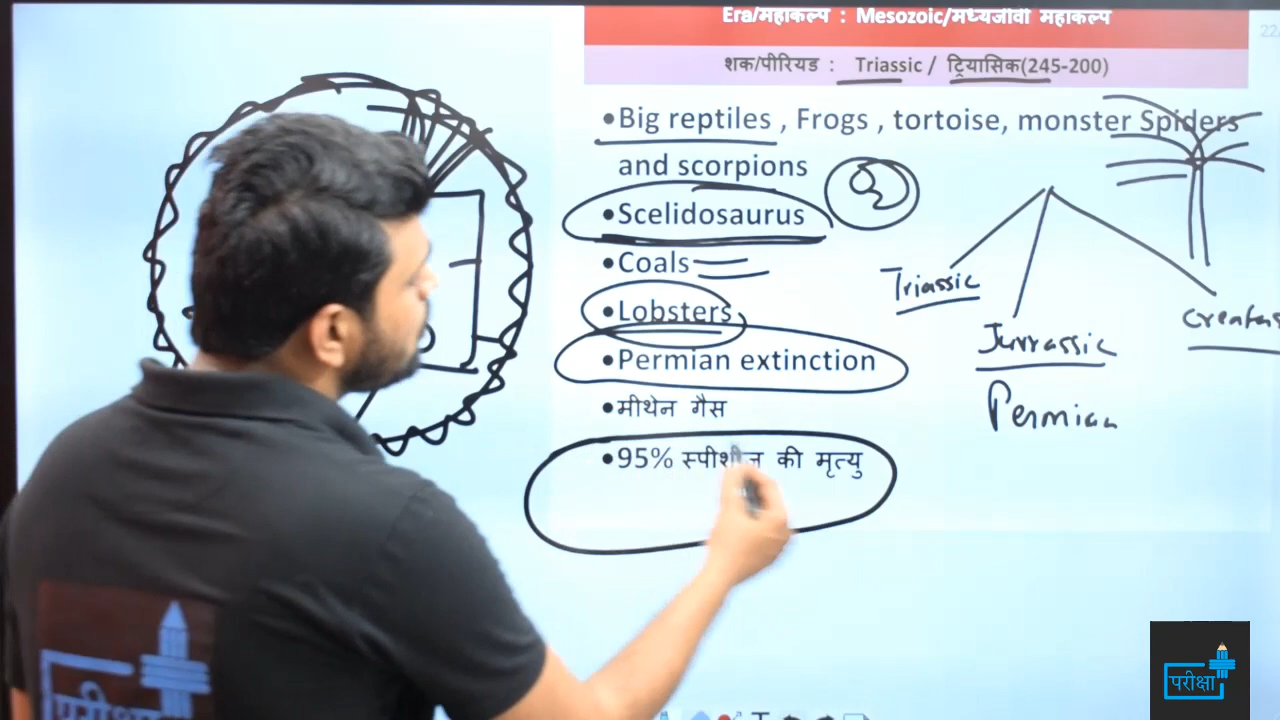 Era/महाकल्प : Mesozoic/मध्यजीवी महाकल्प
शक/पीरियड : Triassic / ट्रियासिक(245-200)
•Big reptiles , Frogs , tortoise, monster Spiders
and scorpions
•Scelidosaurus
•Coals
•Lobsters
•Permian extinction
•मीथेन गैस
•95% स्पीशीज की मृत्यु
Triassic
Jurrassic
Permian
परीक्षा
परीक्षा